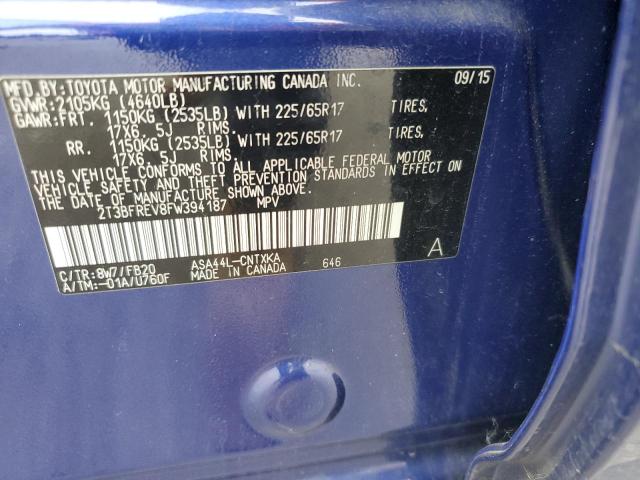 MFD.BY:TOYOTA MOTOR MANUFACTURING CANADA INC. 09/15
GVWR:2105KG (4640LB)
GAWR:FRT. 1150KG (2535LB) WITH 225/65R17 TIRES,
17X6. 5J RIMS.
RR. 1150KG (2535LB) WITH 225/65R17 TIRES,
17X6. 5J RIMS.
THIS VEHICLE CONFORMS TO ALL APPLICABLE FEDERAL MOTOR
VEHICLE SAFETY AND THEFT PREVENTION STANDARDS IN EFFECT ON
THE DATE OF MANUFACTURE SHOWN ABOVE.
2T3BFREV8FW394187 MPV
A
C/TR:8W7/FB20 ASA44L-CNTXKA
A/TM:-01A/U760F MADE IN CANADA 646